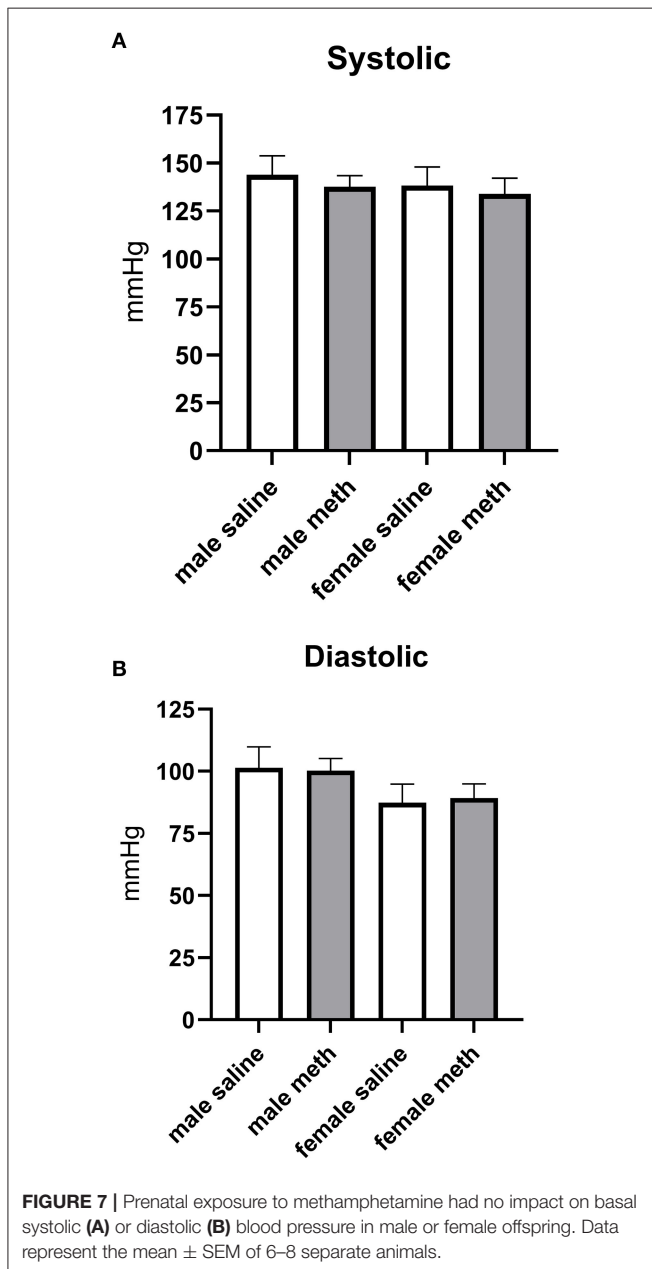 A
Systolic
175
150
125
100
75
50
25
0
mmHg
male saline
male meth
female saline
female meth
B
Diastolic
125
100
75
50
25
0
mmHg
male saline
male meth
female saline
female meth
FIGURE 7 | Prenatal exposure to methamphetamine had no impact on basal
systolic (A) or diastolic (B) blood pressure in male or female offspring. Data
represent the mean ± SEM of 6–8 separate animals.